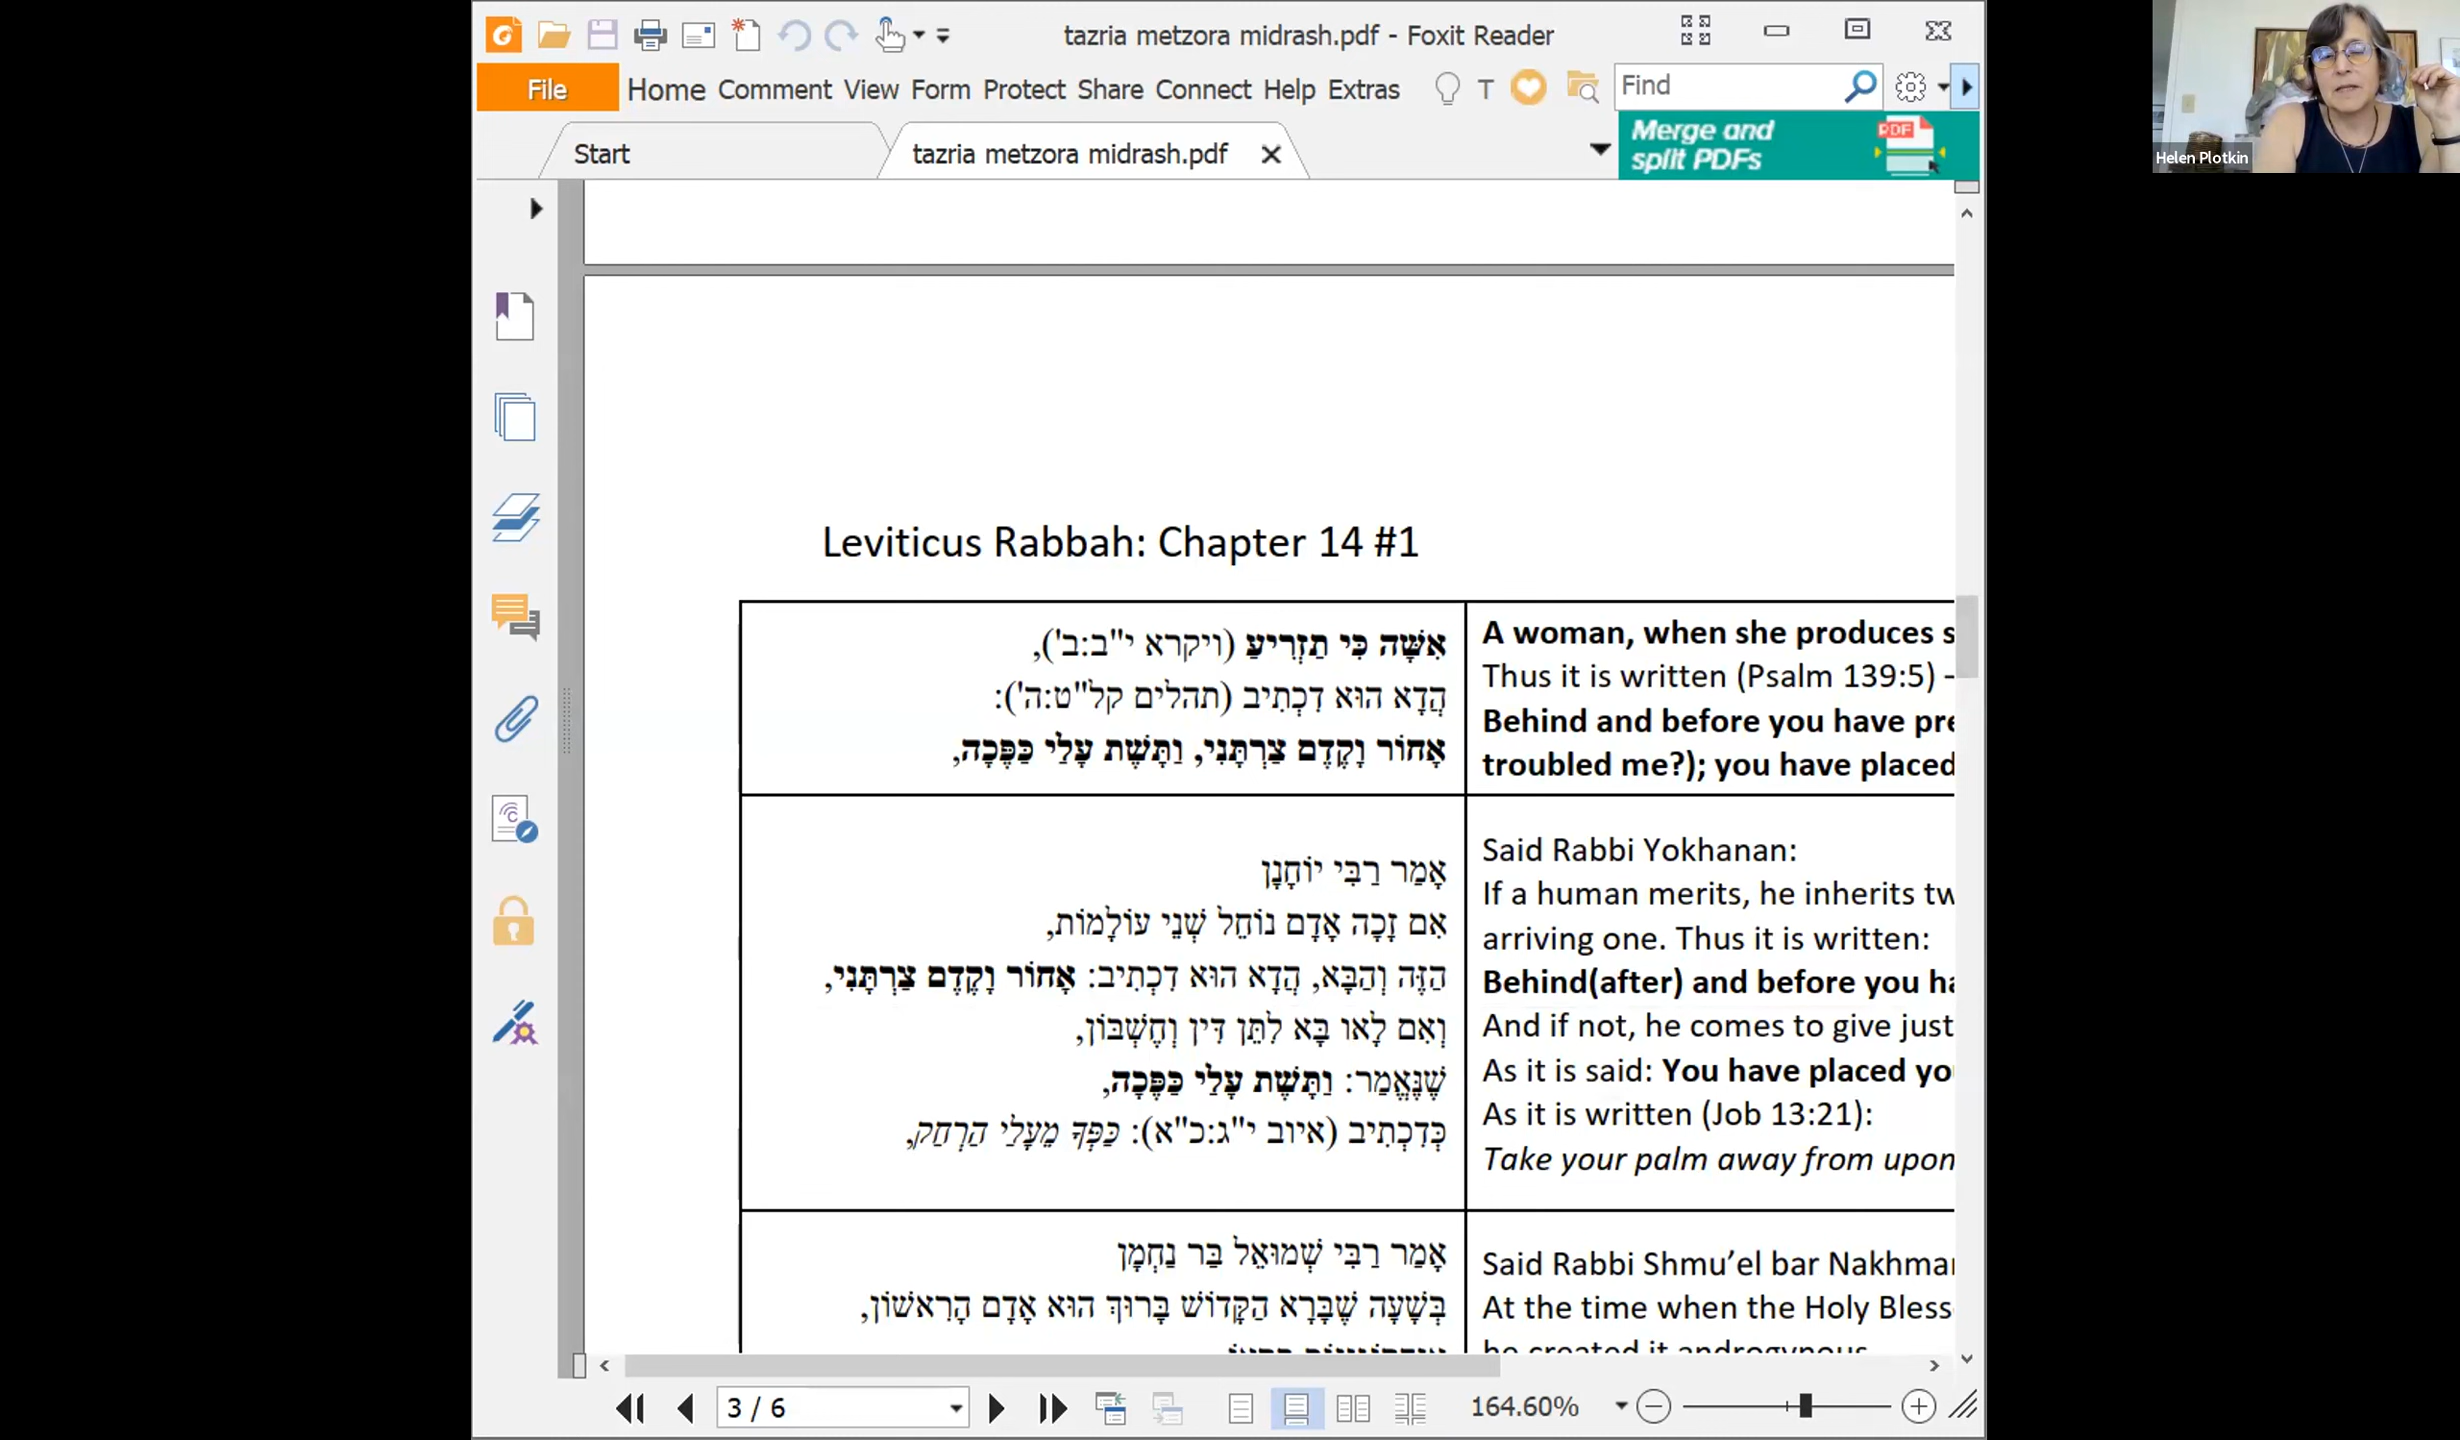 tazria metzora midrash.pdf - Foxit Reader
File Home Comment View Form Protect Share Connect Help Extras T Find
Start tazria metzora midrash.pdf
Merge and
split PDFs
PDF
Helen Plotkin
Leviticus Rabbah: Chapter 14 #1
אִשָּׁה כִּי תַזְרִיעַ (ויקרא י"ב:ב'),
הֲדָא הוּא דִכְתִיב (תהלים קל"ט:ה'):
אָחוֹר וָקֶדֶם צַרְתָּנִי, וַתָּשֶׁת עָלַי כַּפֶּכָה,
A woman, when she produces s
Thus it is written (Psalm 139:5) –
Behind and before you have pre
troubled me?); you have placed
אָמַר רַבִּי יוֹחָנָן
אִם זָכָה אָדָם נוֹחֵל שְׁנֵי עוֹלָמוֹת,
הַזֶּה וְהַבָּא, הֲדָא הוּא דִכְתִיב: אָחוֹר וָקֶדֶם צַרְתָּנִי,
וְאִם לָאו בָּא לִתֵּן דִּין וְחֶשְׁבּוֹן,
שֶׁנֶּאֱמַר: וַתָּשֶׁת עָלַי כַּפֶּכָה,
כְּדִכְתִיב (איוב י"ג:כ"א): כַּפְּךָ מֵעָלַי הַרְחַק,
Said Rabbi Yokhanan:
If a human merits, he inherits tw
arriving one. Thus it is written:
Behind(after) and before you ha
And if not, he comes to give just
As it is said: You have placed yo
As it is written (Job 13:21):
Take your palm away from upon
אָמַר רַבִּי שְׁמוּאֵל בַּר נַחְמָן
בְּשָׁעָה שֶׁבָּרָא הַקָּדוֹשׁ בָּרוּךְ הוּא אָדָם הָרִאשׁוֹן,
Said Rabbi Shmu'el bar Nakhman
At the time when the Holy Bless
he created it androgynous
3 / 6
164.60%